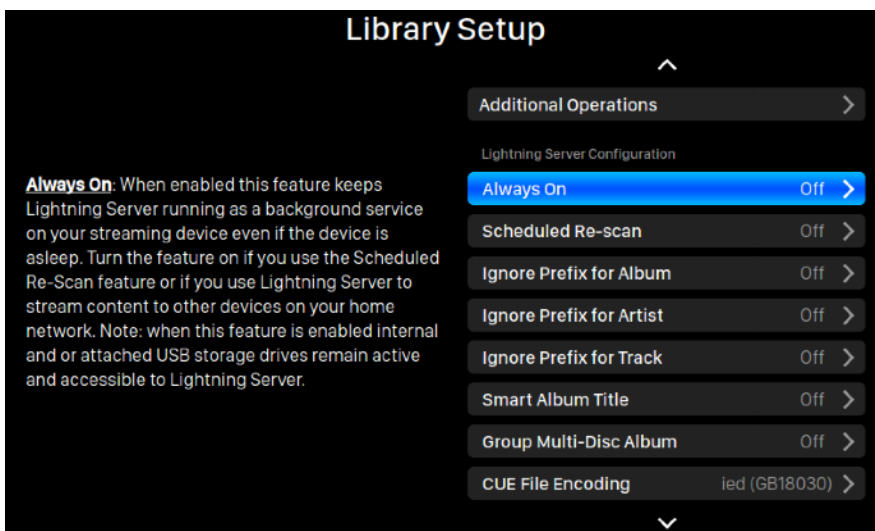 Library Setup
Additional Operations
Lightning Server Configuration
Always On: When enabled this feature keeps
Lightning Server running as a background service
on your streaming device even if the device is
asleep. Turn the feature on if you use the Scheduled
Re-Scan feature or if you use Lightning Server to
stream content to other devices on your home
network. Note: when this feature is enabled internal
and or attached USB storage drives remain active
and accessible to Lightning Server.
Always On Off
Scheduled Re-scan Off
Ignore Prefix for Album Off
Ignore Prefix for Artist Off
Ignore Prefix for Track Off
Smart Album Title Off
Group Multi-Disc Album Off
CUE File Encoding ied (GB18030)